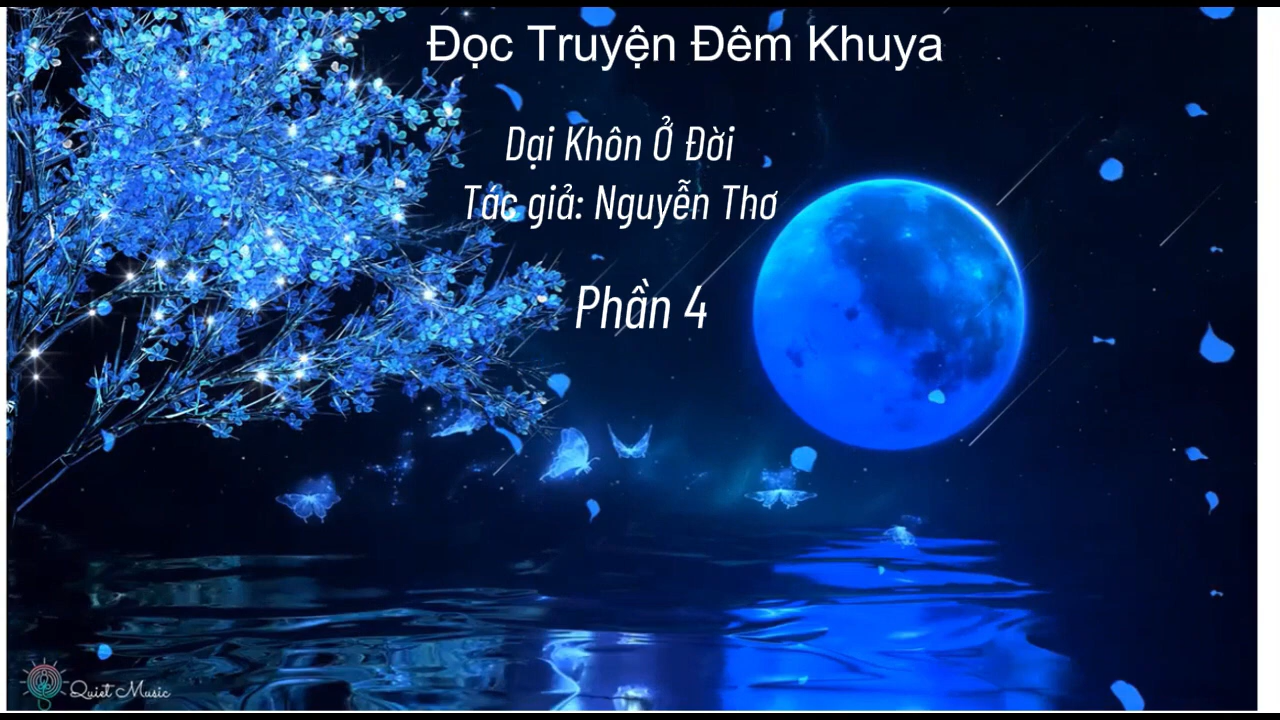 Đọc Truyện Đêm Khuya
Dại Khôn Ở Đời
Tác giả: Nguyễn Thơ
Phần 4
Quiet Music